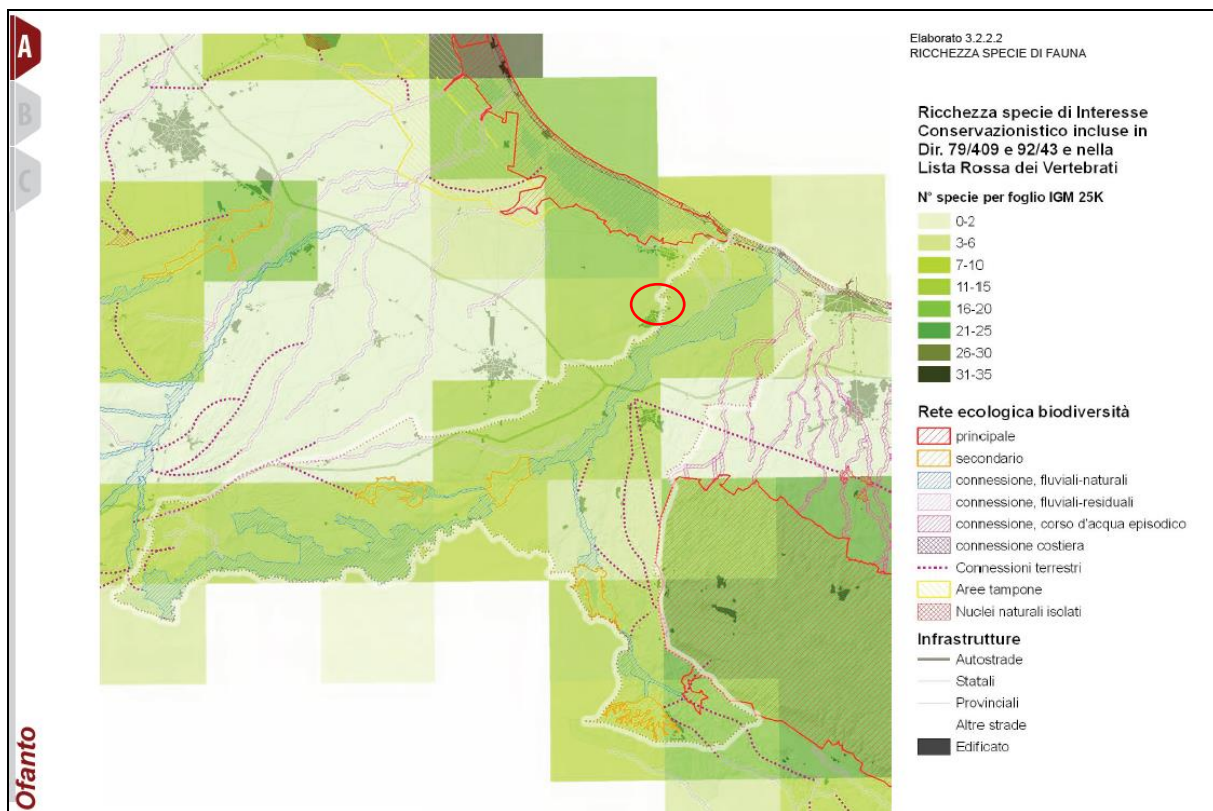 A
B
C
Ofanto
Elaborato 3.2.2.2
RICCHEZZA SPECIE DI FAUNA
Ricchezza specie di Interesse
Conservazionistico incluse in
Dir. 79/409 e 92/43 e nella
Lista Rossa dei Vertebrati
N° specie per foglio IGM 25K
0-2
3-6
7-10
11-15
16-20
21-25
26-30
31-35
Rete ecologica biodiversità
principale
secondario
connessione, fluviali-naturali
connessione, fluviali-residuali
connessione, corso d'acqua episodico
connessione costiera
Connessioni terrestri
Aree tampone
Nuclei naturali isolati
Infrastrutture
Autostrade
Statali
Provinciali
Altre strade
Edificato